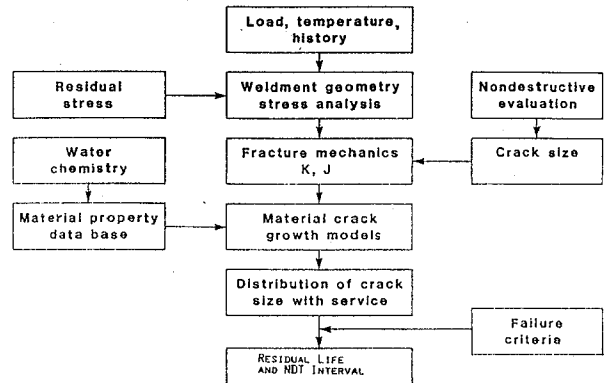 Load, temperature,
history
Residual
stress
Weldment geometry
stress analysis
Nondestructive
evaluation
Water
chemistry
Fracture mechanics
K, J
Crack size
Material property
data base
Material crack
growth models
Distribution of crack
size with service
Failure
criteria
RESIDUAL LIFE
AND NDT INTERVAL